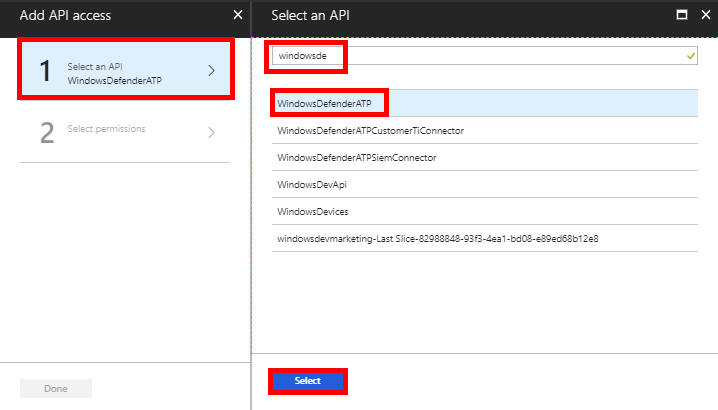 Add API access
1
Select an API
WindowsDefenderATP
2
Select permissions
Done
Select an API
windowsde
WindowsDefenderATP
WindowsDefenderATPCustomerTiConnector
WindowsDefenderATPSiemConnector
WindowsDevApi
WindowsDevices
windowsdevmarketing-Last Slice-82988848-93f3-4ea1-bd08-e89ed68b12e8
Select